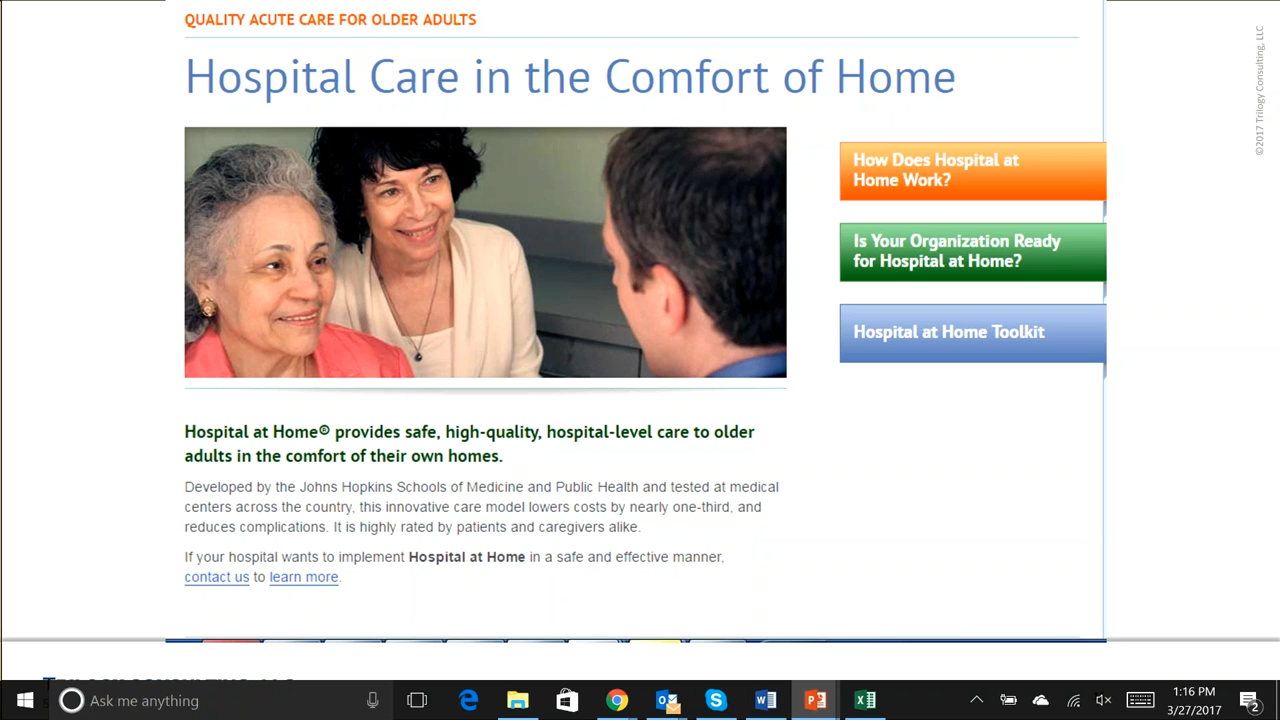 QUALITY ACUTE CARE FOR OLDER ADULTS
Hospital Care in the Comfort of Home
©2017 Trilogy Consulting, LLC
How Does Hospital at
Home Work?
Is Your Organization Ready
for Hospital at Home?
Hospital at Home Toolkit
Hospital at Home® provides safe, high-quality, hospital-level care to older
adults in the comfort of their own homes.
Developed by the Johns Hopkins Schools of Medicine and Public Health and tested at medical
centers across the country, this innovative care model lowers costs by nearly one-third, and
reduces complications. It is highly rated by patients and caregivers alike.
If your hospital wants to implement Hospital at Home in a safe and effective manner,
contact us to learn more.
Ask me anything
1:16 PM
3/27/2017
2